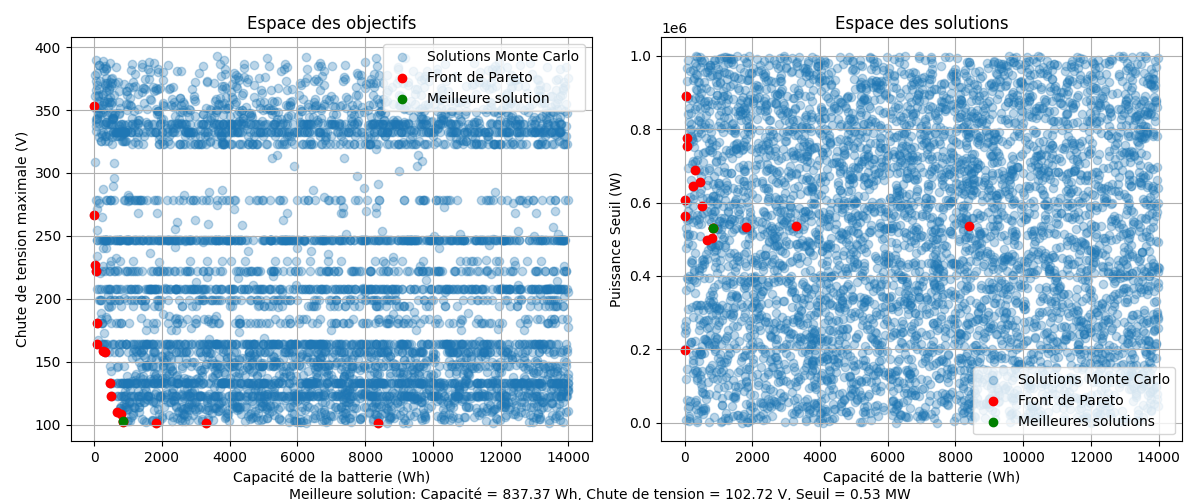 Espace des objectifs
400
350
300
250
200
150
100
Chute de tension maximale (V)
0 2000 4000 6000 8000 10000 12000 14000
Capacité de la batterie (Wh)
Solutions Monte Carlo
Front de Pareto
Meilleure solution
Espace des solutions
1e6
1.0
0.8
0.6
0.4
0.2
0.0
Puissance Seuil (W)
0 2000 4000 6000 8000 10000 12000 14000
Capacité de la batterie (Wh)
Solutions Monte Carlo
Front de Pareto
Meilleures solutions
Meilleure solution: Capacité = 837.37 Wh, Chute de tension = 102.72 V, Seuil = 0.53 MW